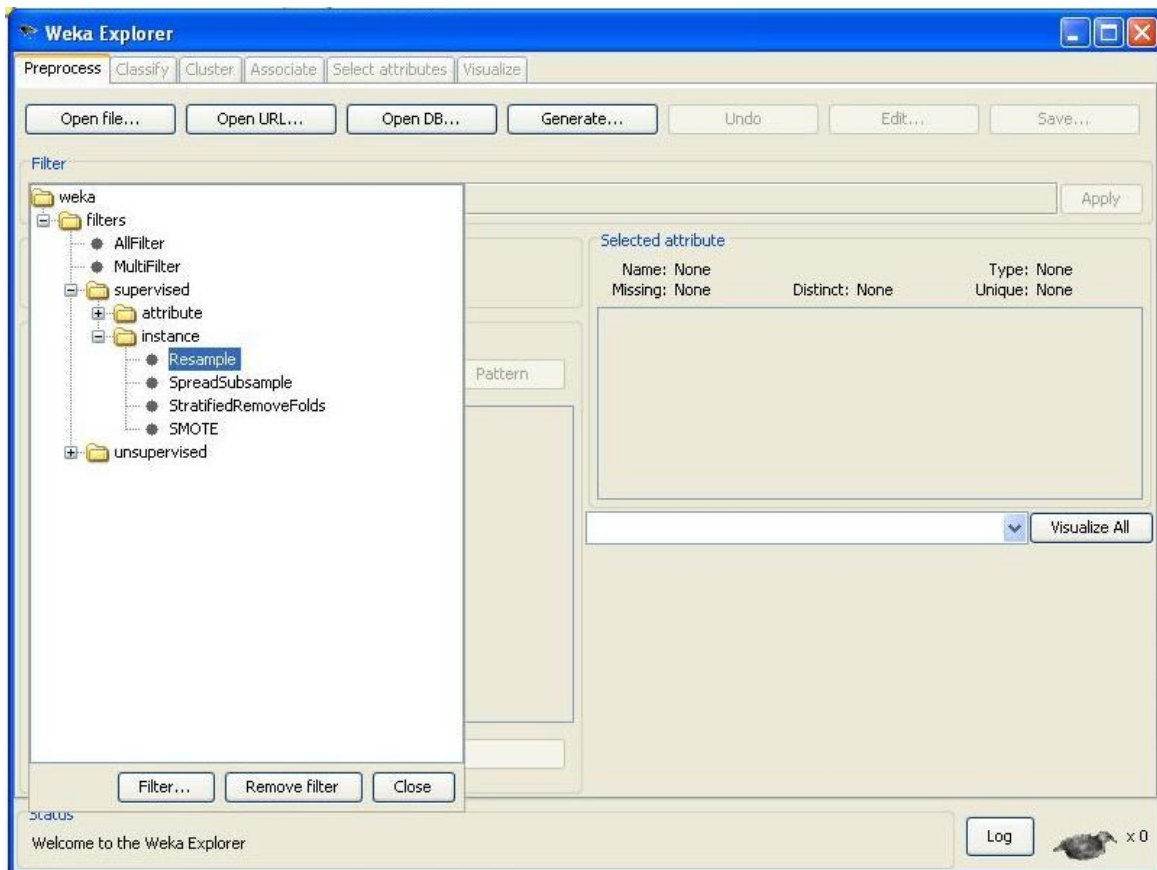 Weka Explorer
Preprocess Classify Cluster Associate Select attributes Visualize
Open file... Open URL... Open DB... Generate... Undo Edit... Save...
Filter
weka
filters
AllFilter
MultiFilter
supervised
attribute
instance
Resample
SpreadSubsample
StratifiedRemoveFolds
SMOTE
unsupervised
Filter... Remove filter Close
Apply
Pattern
Selected attribute
Name: None Type: None
Missing: None Distinct: None Unique: None
Visualize All
Status
Welcome to the Weka Explorer
Log x 0